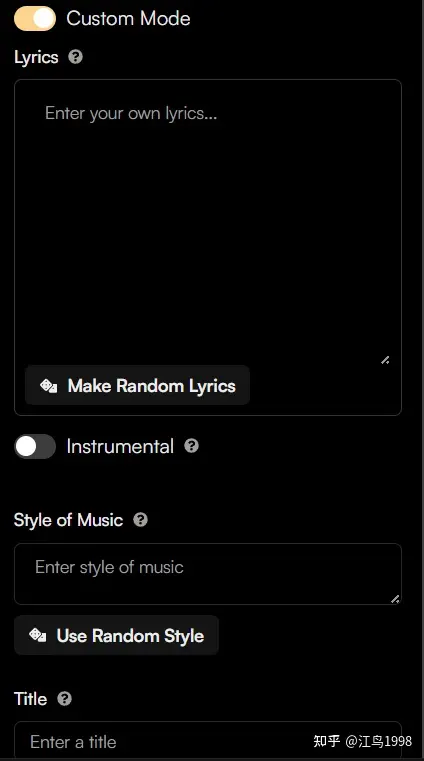 Custom Mode
Lyrics
Enter your own lyrics...
Make Random Lyrics
Instrumental
Style of Music
Enter style of music
Use Random Style
Title
Enter a title
知乎 @江鸟1998